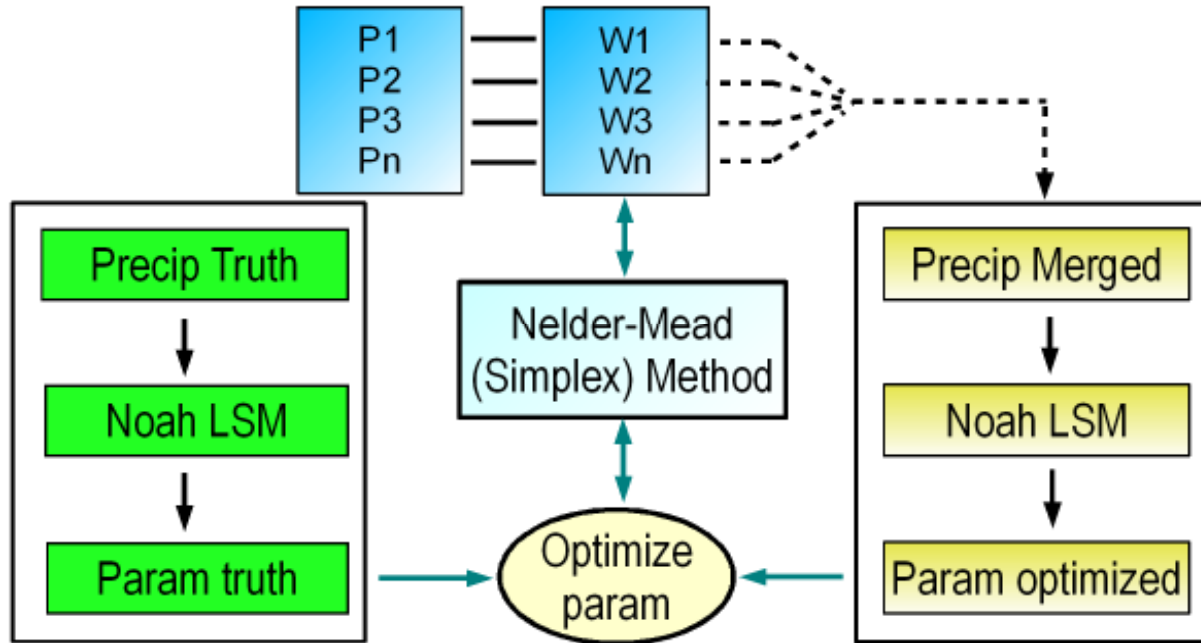 P1
P2
P3
Pn
W1
W2
W3
Wn
Precip Truth
Noah LSM
Param truth
Nelder-Mead
(Simplex) Method
Optimize
param
Precip Merged
Noah LSM
Param optimized